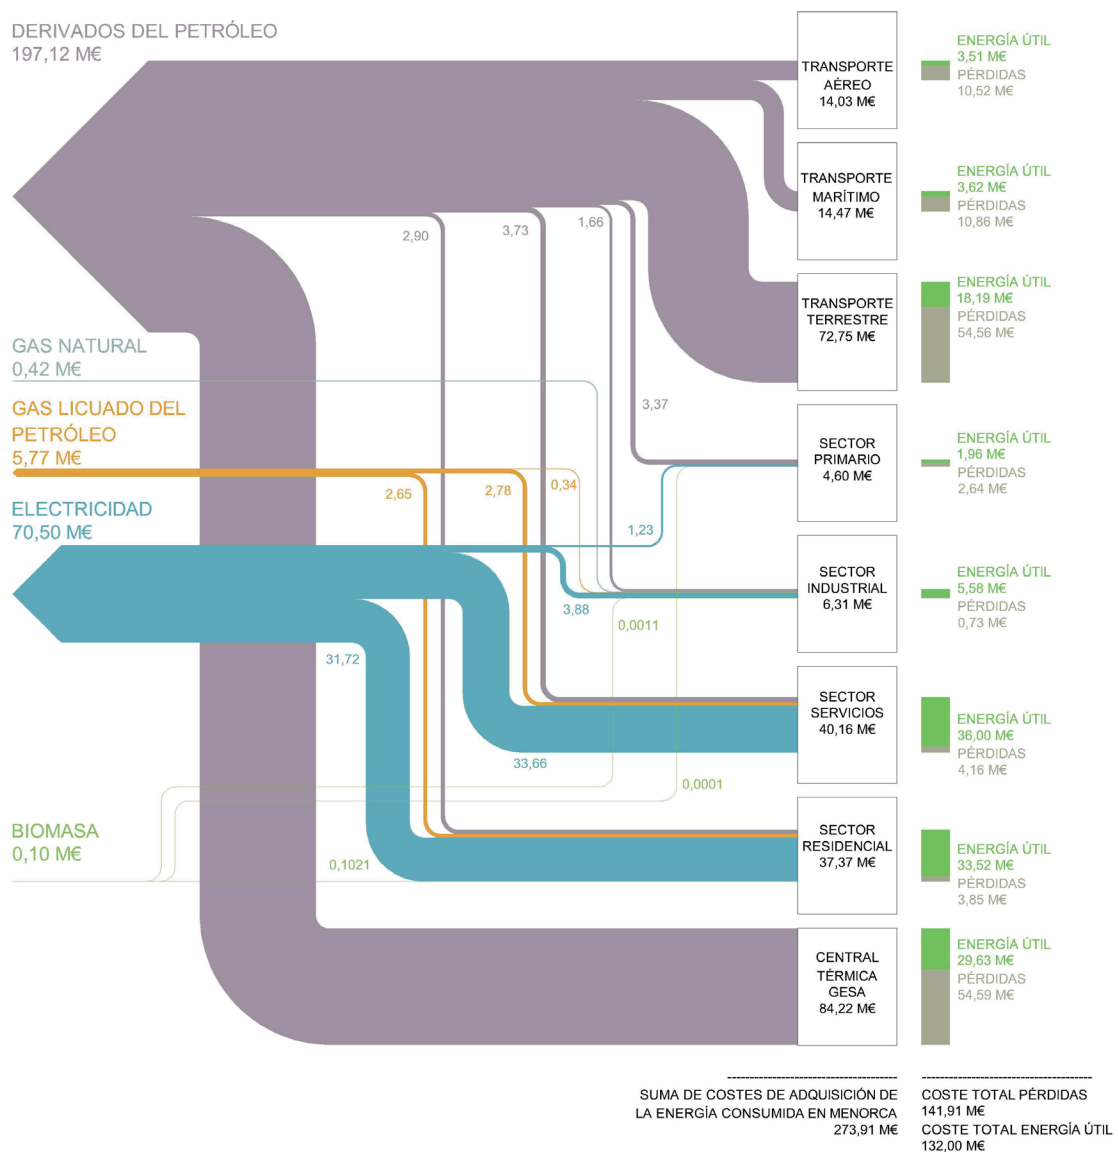 DERIVADOS DEL PETRÓLEO
197,12 M€
TRANSPORTE
AÉREO
14,03 M€
ENERGÍA ÚTIL
3,51 M€
PÉRDIDAS
10,52 M€
TRANSPORTE
MARÍTIMO
14,47 M€
ENERGÍA ÚTIL
3,62 M€
PÉRDIDAS
10,86 M€
2,90
3,73
1,66
TRANSPORTE
TERRESTRE
72,75 M€
ENERGÍA ÚTIL
18,19 M€
PÉRDIDAS
54,56 M€
GAS NATURAL
0,42 M€
GAS LICUADO DEL
PETRÓLEO
5,77 M€
3,37
SECTOR
PRIMARIO
4,60 M€
ENERGÍA ÚTIL
1,96 M€
PÉRDIDAS
2,64 M€
2,65
2,78
0,34
ELECTRICIDAD
70,50 M€
1,23
SECTOR
INDUSTRIAL
6,31 M€
ENERGÍA ÚTIL
5,58 M€
PÉRDIDAS
0,73 M€
3,88
0,0011
31,72
SECTOR
SERVICIOS
40,16 M€
ENERGÍA ÚTIL
36,00 M€
PÉRDIDAS
4,16 M€
33,66
0,0001
BIOMASA
0,10 M€
0,1021
SECTOR
RESIDENCIAL
37,37 M€
ENERGÍA ÚTIL
33,52 M€
PÉRDIDAS
3,85 M€
CENTRAL
TÉRMICA
GESA
84,22 M€
ENERGÍA ÚTIL
29,63 M€
PÉRDIDAS
54,59 M€
SUMA DE COSTES DE ADQUISICIÓN DE
LA ENERGÍA CONSUMIDA EN MENORCA
273,91 M€
COSTE TOTAL PÉRDIDAS
141,91 M€
COSTE TOTAL ENERGÍA ÚTIL
132,00 M€